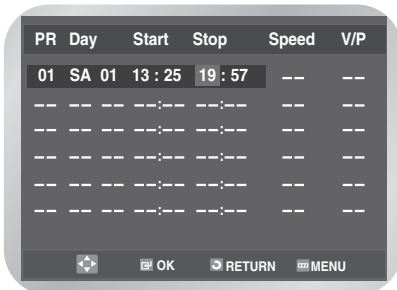 PR Day Start Stop Speed V/P
01 SA 01 13 : 25 19 : 57 –– ––
–– –– –– ––:–– ––:–– –– ––
–– –– –– ––:–– ––:–– –– ––
–– –– –– ––:–– ––:–– –– ––
–– –– –– ––:–– ––:–– –– ––
–– –– –– ––:–– ––:–– –– ––
OK RETURN MENU